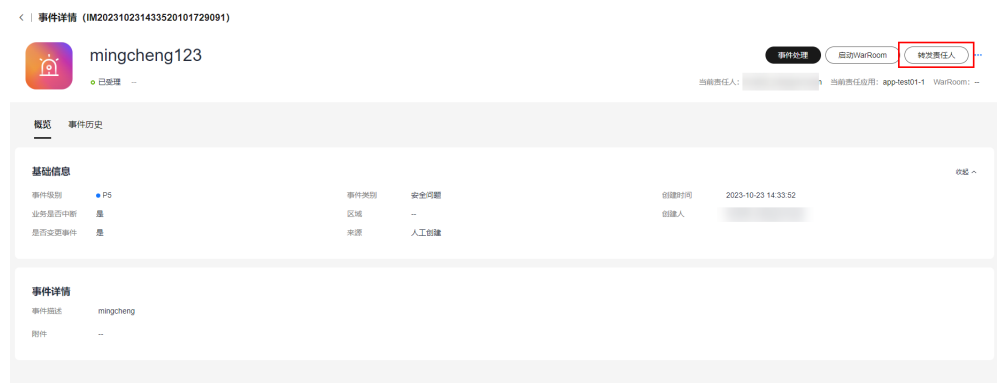 事件详情（IM20231023143352010172​9091）
mingcheng123
事件处理 启动WarRoom 转发责任人 ...
已受理 --
当前责任人： 当前责任应用： app-test01-1 WarRoom： --
概览 事件历史
基础信息 收起
事件级别 P5 事件类别 安全问题 创建时间 2023-10-23 14:33:52
业务是否中断 是 区域 -- 创建人
是否变更事件 是 来源 人工创建
事件详情
事件描述 mingcheng
附件 --